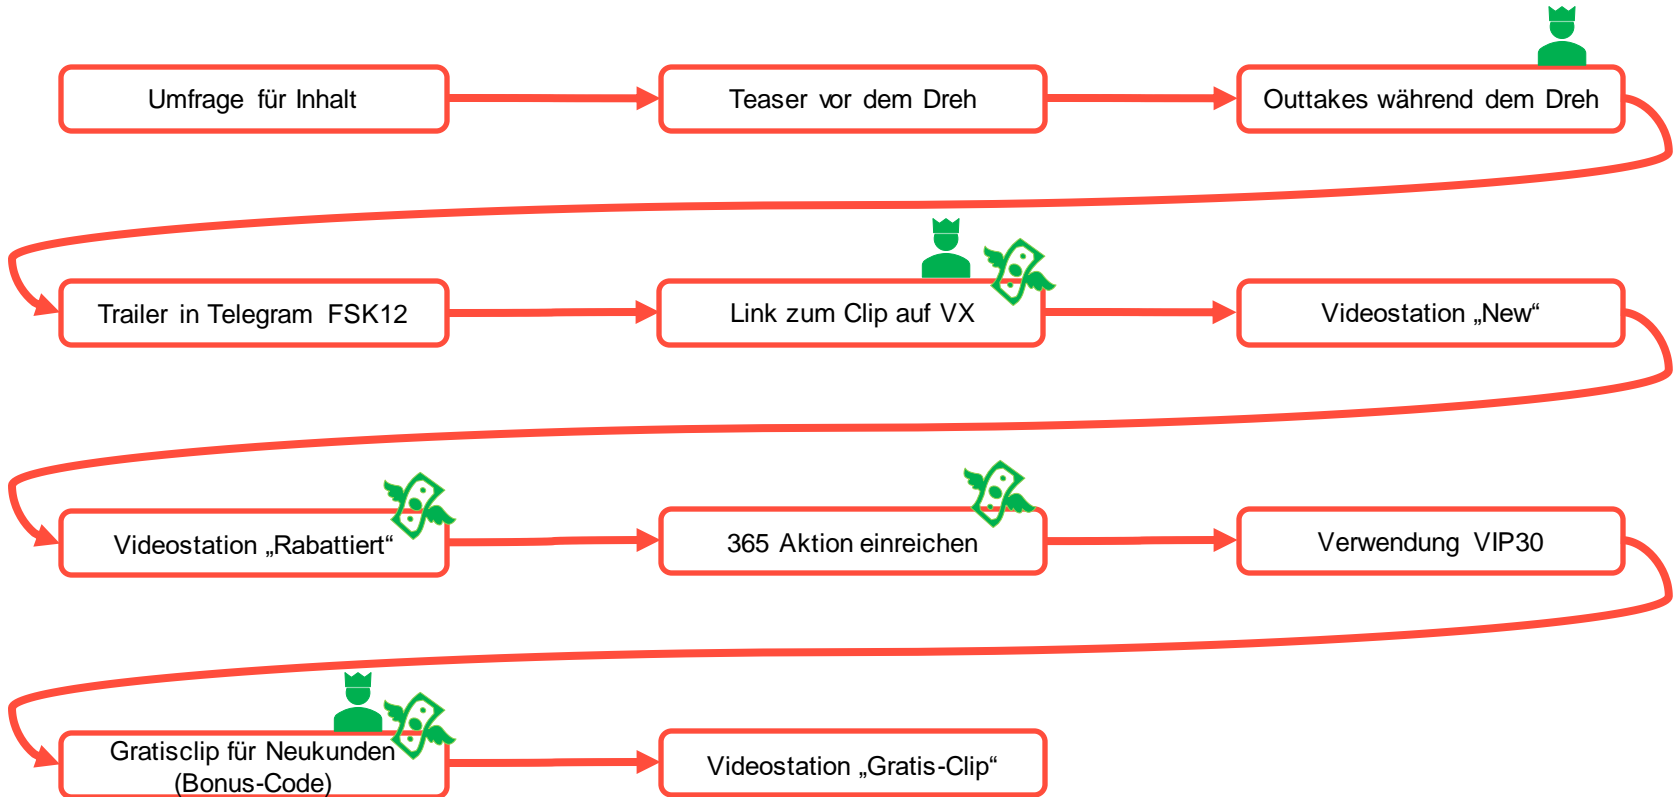 Umfrage für Inhalt
Teaser vor dem Dreh
Outtakes während dem Dreh
Trailer in Telegram FSK12
Link zum Clip auf VX
Videostation „New“
Videostation „Rabattiert“
365 Aktion einreichen
Verwendung VIP30
Gratisclip für Neukunden
(Bonus-Code)
Videostation „Gratis-Clip“